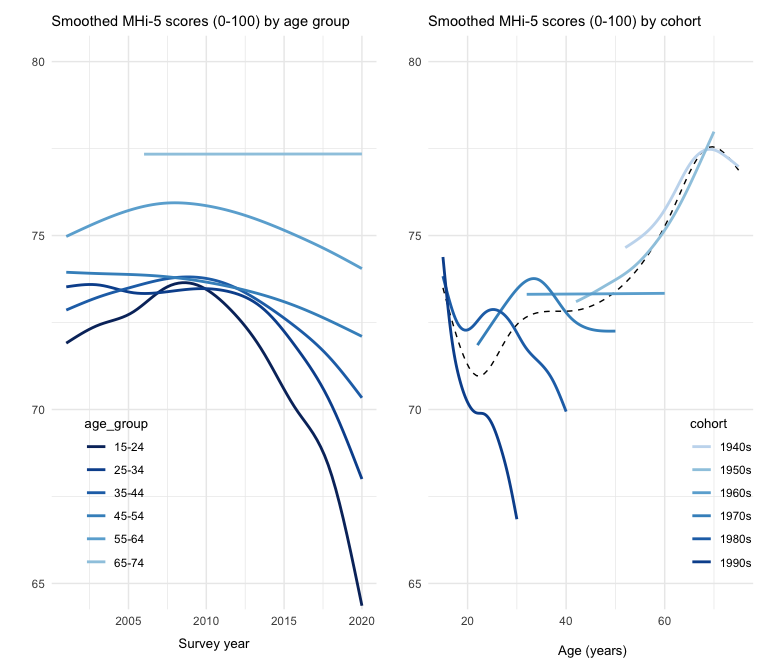 Smoothed MHi-5 scores (0-100) by age group
80
75
70
65
age_group
15-24
25-34
35-44
45-54
55-64
65-74
2005 2010 2015 2020
Survey year
Smoothed MHi-5 scores (0-100) by cohort
80
75
70
65
cohort
1940s
1950s
1960s
1970s
1980s
1990s
20 40 60
Age (years)